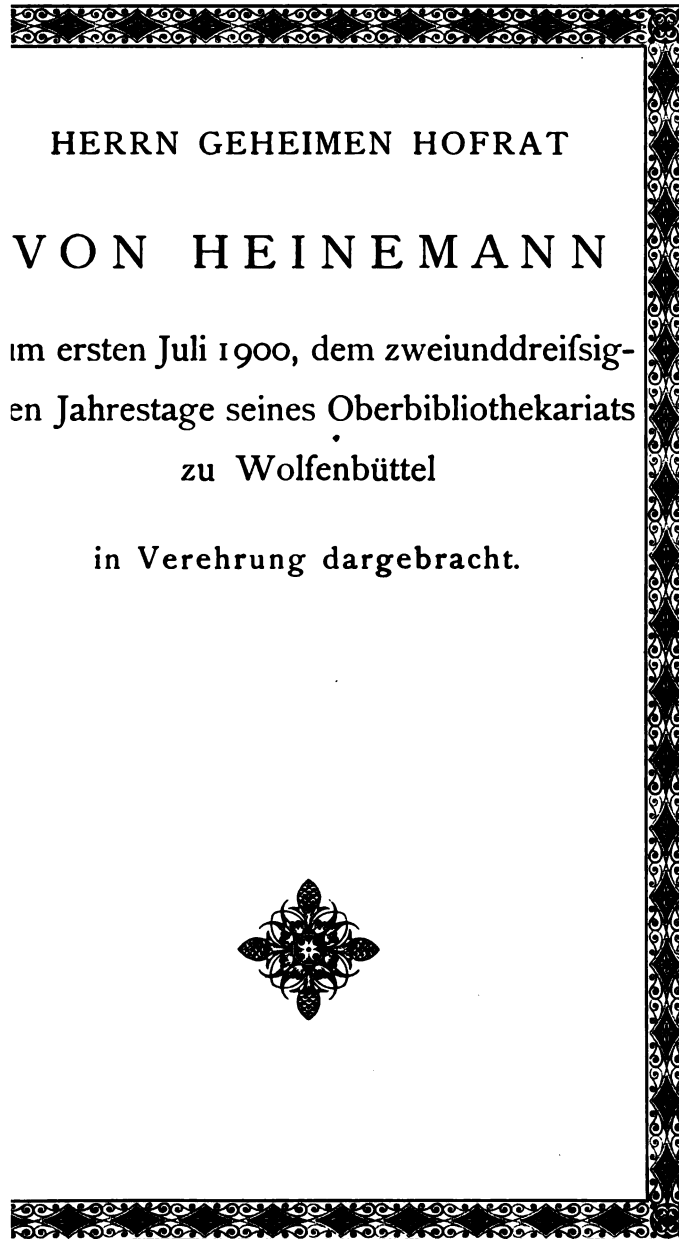 HERRN GEHEIMEN HOFRAT
VON HEINEMANN
ersten Juli 1900, dem zweiunddreiſsig-
en Jahrestage seines Oberbibliothekariats
zu Wolfenbüttel
in Verehrung dargebracht.